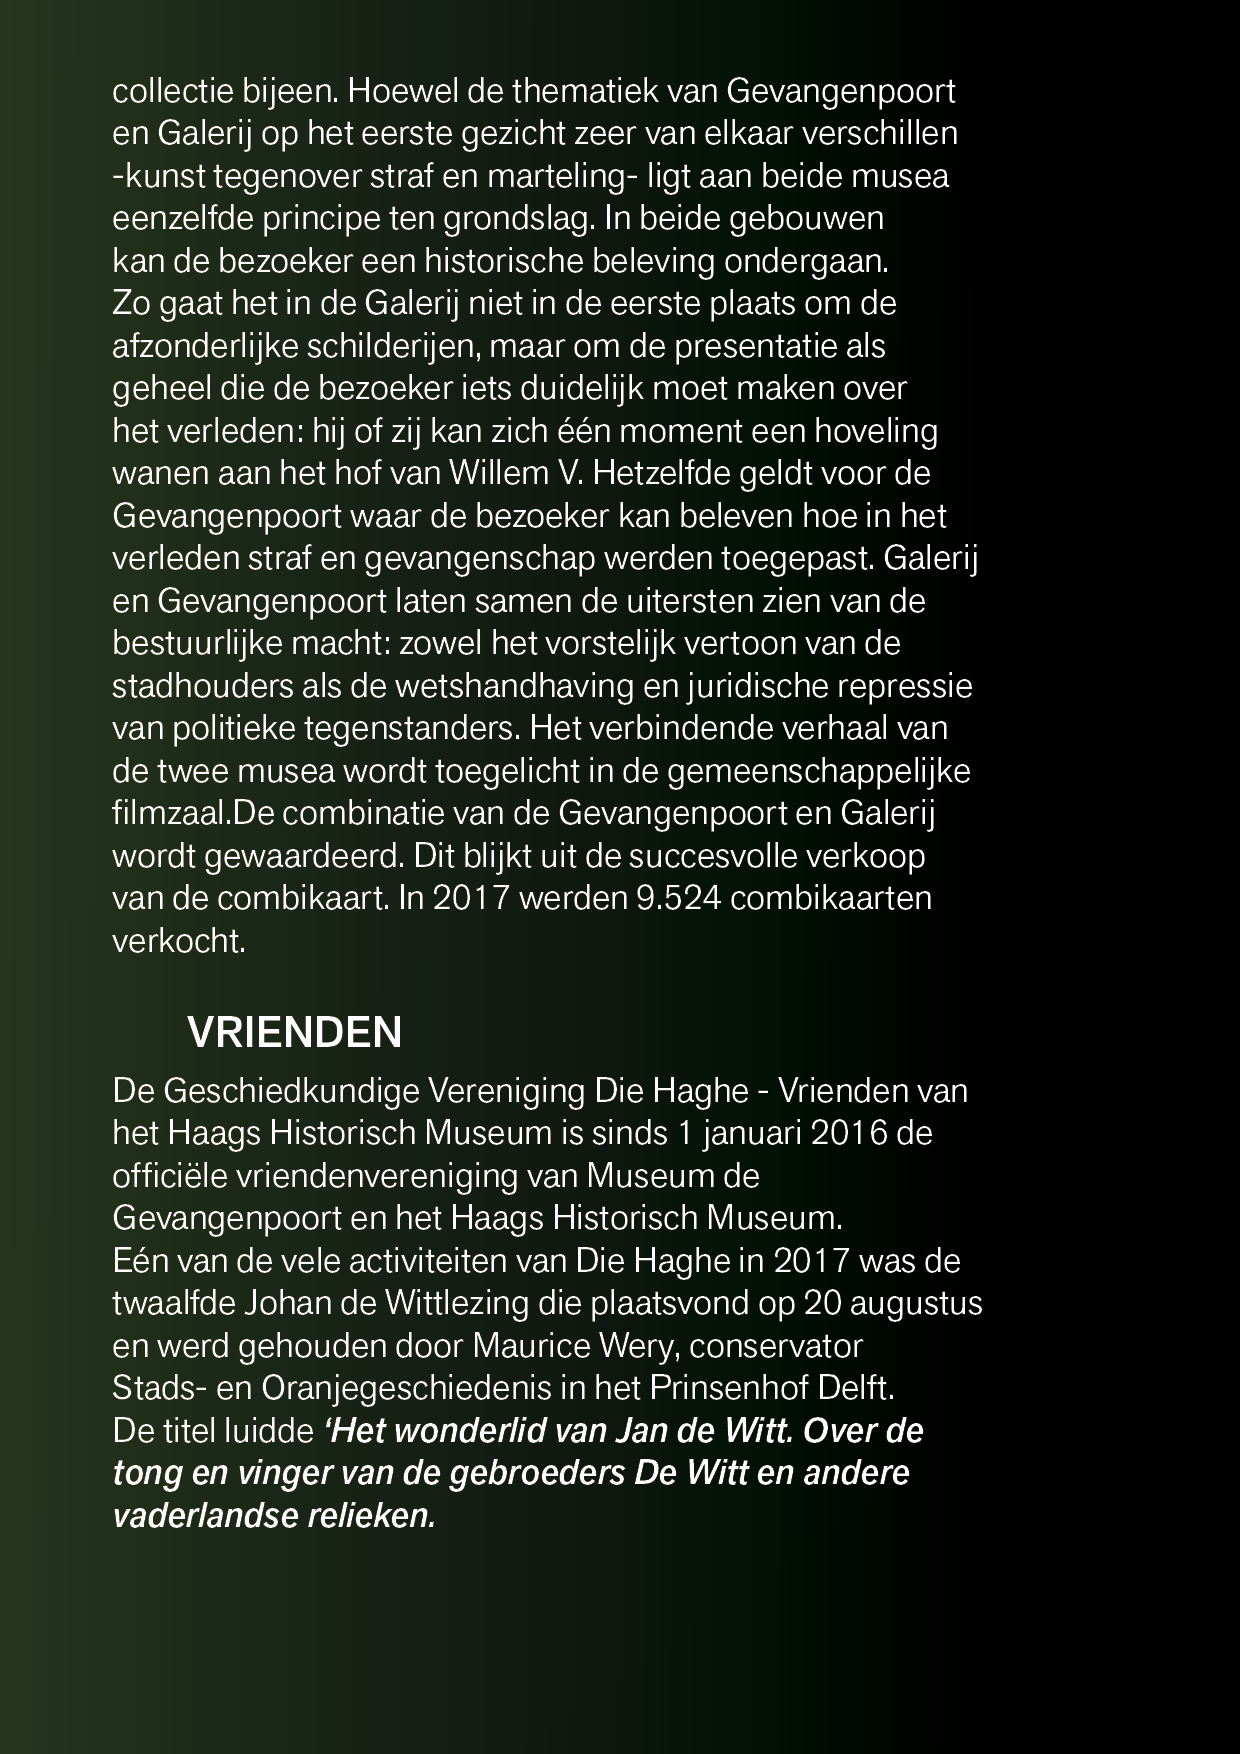 collectie bijeen. Hoewel de thematiek van Gevangenpoort
en Galerij op het eerste gezicht zeer van elkaar verschillen
-kunst tegenover straf en marteling- ligt aan beide musea
eenzelfde principe ten grondslag. In beide gebouwen
kan de bezoeker een historische beleving ondergaan.
Zo gaat het in de Galerij niet in de eerste plaats om de
afzonderlijke schilderijen, maar om de presentatie als
geheel die de bezoeker iets duidelijk moet maken over
het verleden: hij of zij kan zich één moment een hoveling
wanen aan het hof van Willem V. Hetzelfde geldt voor de
Gevangenpoort waar de bezoeker kan beleven hoe in het
verleden straf en gevangenschap werden toegepast. Galerij
en Gevangenpoort laten samen de uitersten zien van de
bestuurlijke macht: zowel het vorstelijk vertoon van de
stadhouders als de wetshandhaving en juridische repressie
van politieke tegenstanders. Het verbindende verhaal van
de twee musea wordt toegelicht in de gemeenschappelijke
filmzaal.De combinatie van de Gevangenpoort en Galerij
wordt gewaardeerd. Dit blijkt uit de succesvolle verkoop
van de combikaart. In 2017 werden 9.524 combikaarten
verkocht.
VRIENDEN
De Geschiedkundige Vereniging Die Haghe - Vrienden van
het Haags Historisch Museum is sinds 1 januari 2016 de
officiële vriendenvereniging van Museum de
Gevangenpoort en het Haags Historisch Museum.
Eén van de vele activiteiten van Die Haghe in 2017 was de
twaalfde Johan de Wittlezing die plaatsvond op 20 augustus
en werd gehouden door Maurice Wery, conservator
Stads- en Oranjegeschiedenis in het Prinsenhof Delft.
De titel luidde ‘Het wonderlid van Jan de Witt. Over de
tong en vinger van de gebroeders De Witt en andere
vaderlandse relieken.